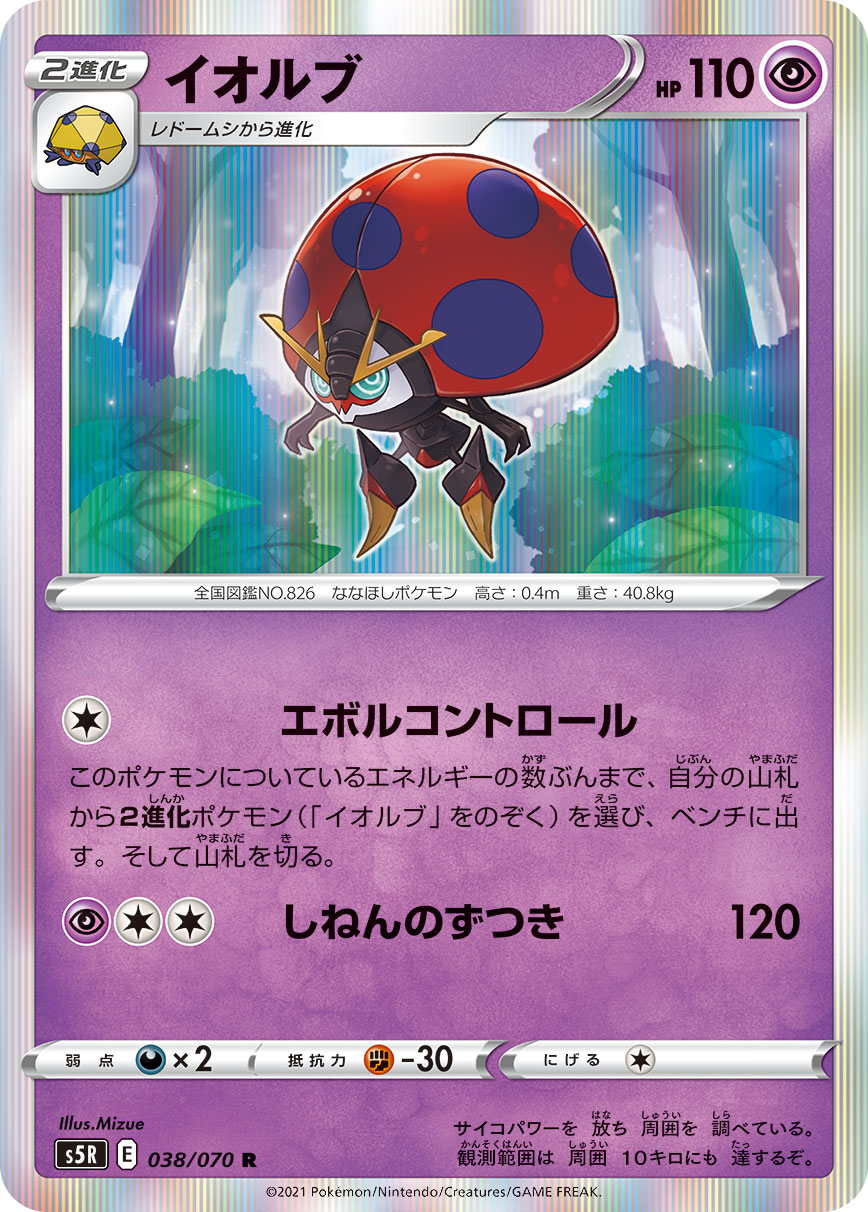 2進化
イオルブ
HP 110
レドームシから進化
全国図鑑NO.826 ななほしポケモン 高さ:0.4m 重さ:40.8kg
エボルコントロール
このポケモンについているエネルギーの数ぶんまで、自分の山札
から2進化ポケモン(「イオルブ」をのぞく)を選び、ベンチに出
す。そして山札を切る。
しねんのずつき 120
弱点 ×2 抵抗力 -30 にげる
Illus.Mizue
s5R E 038/070 R
サイコパワーを 放ち 周囲を 調べている。
観測範囲は 周囲 10キロにも 達するぞ。
©2021 Pokémon/Nintendo/Creatures/GAME FREAK.